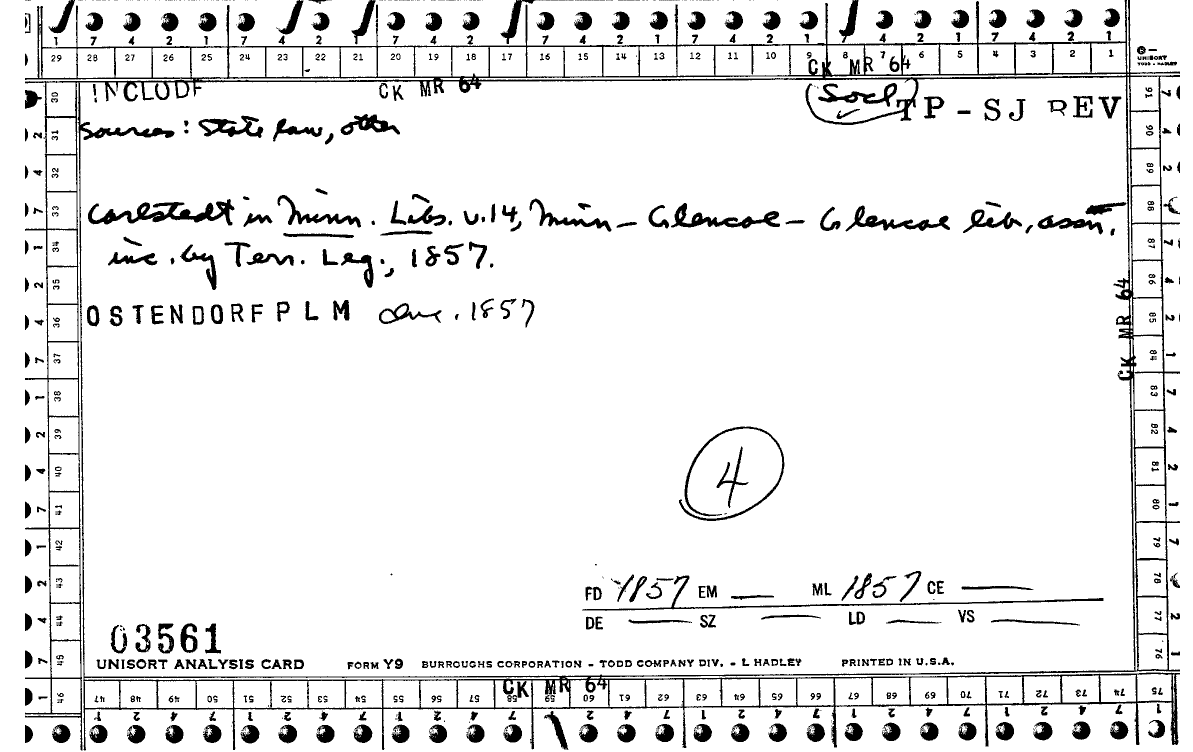 7 4 2 1 7 4 2 1 7 4 2 1 7 4 2 1 7 4 2 1 7 4 2 1 7 4 2 1
29 28 27 26 25 24 23 22 21 20 19 18 17 16 15 14 13 12 11 10 9 8 7 6 5 4 3 2 1
UNISORT
TODD - HADLEY
CK MR 64
INCLUDE CK MR 64 Socl TP-SJ REV
Sources: State law, other
Carlstedt in Minn. Libs. v.14, Minn - Glencoe - Glencoe lib. assn.
inc. by Terr. Leg., 1857.
OSTENDORF PLM Inc. 1857
CK MR 64
4
FD 1857 EM — ML 1857 CE —
DE — SZ — LD — VS —
03561
UNISORT ANALYSIS CARD FORM Y9 BURROUGHS CORPORATION - TODD COMPANY DIV. - L HADLEY PRINTED IN U.S.A.
CK MR 64
30 31 32 33 34 35 36 37 38 39 40 41 42 43 44 45 46
91 90 89 88 87 86 85 84 83 82 81 80 79 78 77 76 75
47 48 49 50 51 52 53 54 55 56 57 58 59 60 61 62 63 64 65 66 67 68 69 70 71 72 73 74